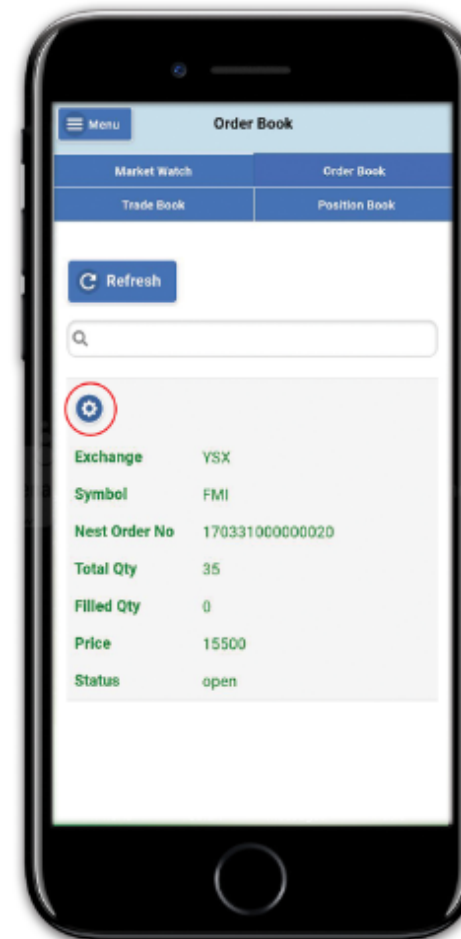 Menu Order Book
Market Watch Order Book
Trade Book Position Book
Refresh
Exchange YSX
Symbol FMI
Nest Order No 170331000000020
Total Qty 35
Filled Qty 0
Price 15500
Status open